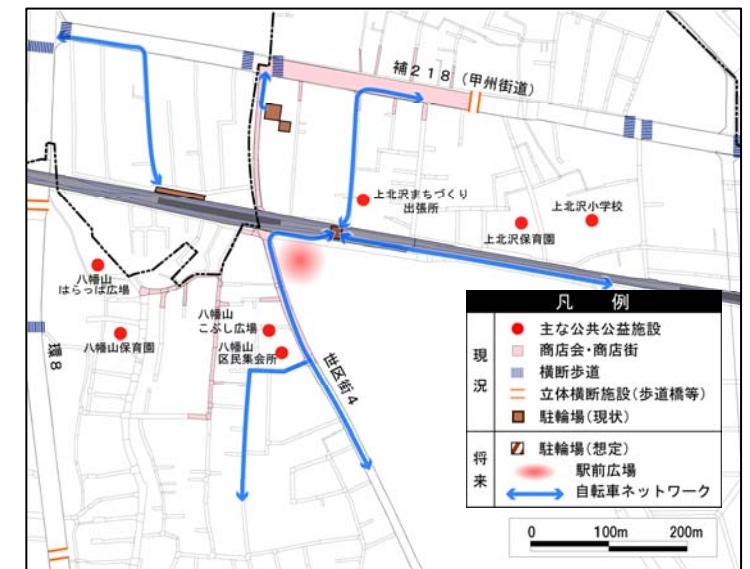 補218（甲州街道）
上北沢まちづくり
出張所
上北沢小学校
上北沢保育園
八幡山
はらっぱ広場
八幡山
こぶし広場
八幡山保育園
八幡山
区民集会所
世区街4
環8
凡 例
現況
主な公共公益施設
商店会・商店街
横断歩道
立体横断施設（歩道橋等）
駐輪場（現状）
将来
駐輪場（想定）
駅前広場
自転車ネットワーク
0 100m 200m